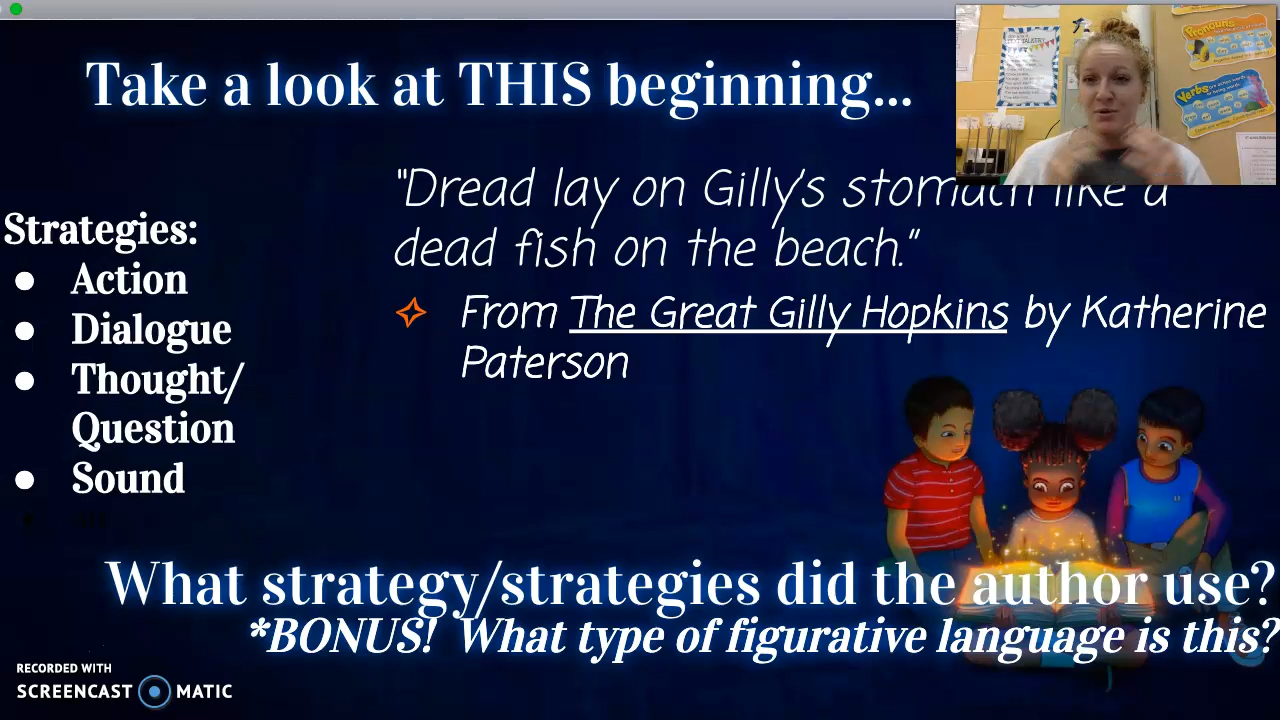 Take a look at THIS beginning...
"Dread lay on Gilly's stomach like a
dead fish on the beach."
From The Great Gilly Hopkins by Katherine
Paterson
Strategies:
● Action
● Dialogue
● Thought/
Question
● Sound
What strategy/strategies did the author use?
*BONUS! What type of figurative language is this?
RECORDED WITH
SCREENCAST MATIC
Pronouns
Verbs